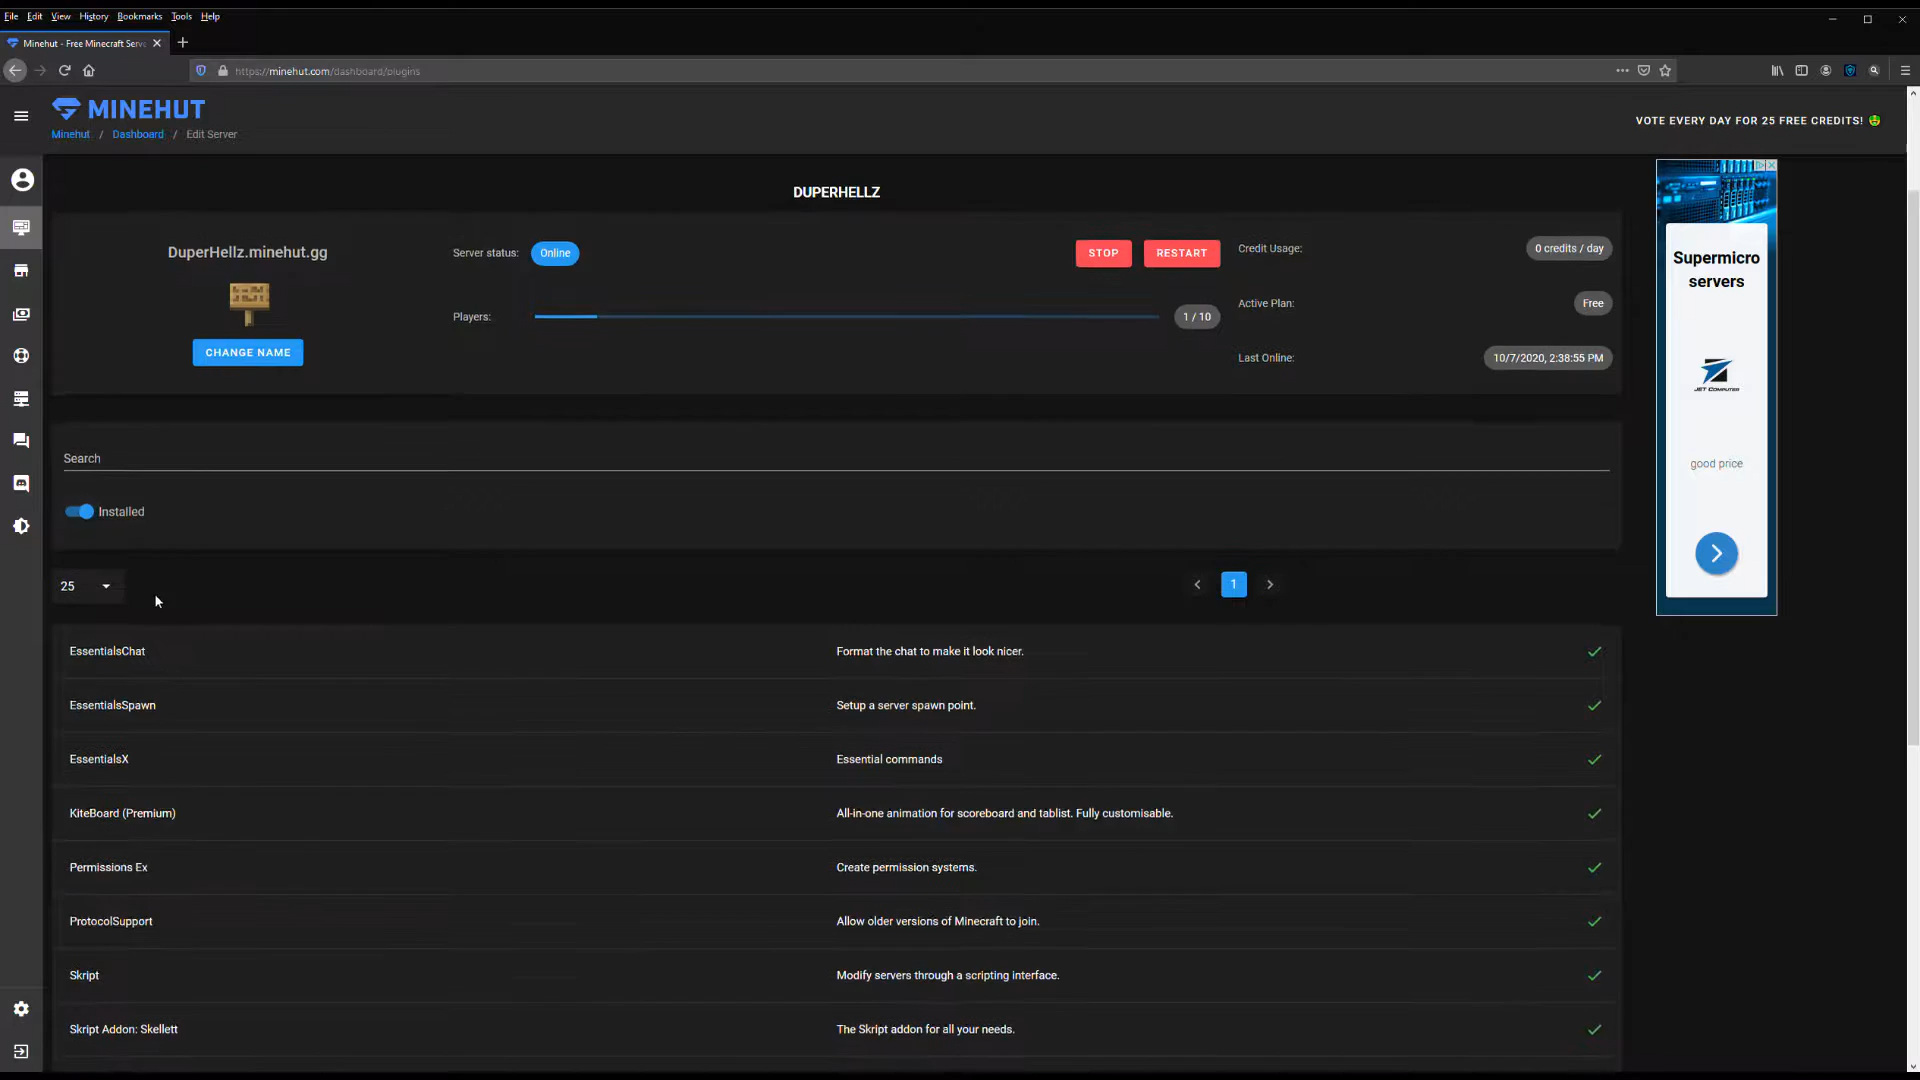 File Edit View History Bookmarks Tools Help
Minehut - Free Minecraft Serve
https://minehut.com/dashboard/plugins
MINEHUT
Minehut / Dashboard / Edit Server
VOTE EVERY DAY FOR 25 FREE CREDITS!
DUPERHELLZ
DuperHellz.minehut.gg
CHANGE NAME
Server status: Online
STOP RESTART
Players: 1 / 10
Credit Usage: 0 credits / day
Active Plan: Free
Last Online: 10/7/2020, 2:38:55 PM
Supermicro
servers
JET COMPUTER
good price
Search
Installed
25
1
EssentialsChat Format the chat to make it look nicer.
EssentialsSpawn Setup a server spawn point.
EssentialsX Essential commands
KiteBoard (Premium) All-in-one animation for scoreboard and tablist. Fully customisable.
Permissions Ex Create permission systems.
ProtocolSupport Allow older versions of Minecraft to join.
Skript Modify servers through a scripting interface.
Skript Addon: Skellett The Skript addon for all your needs.